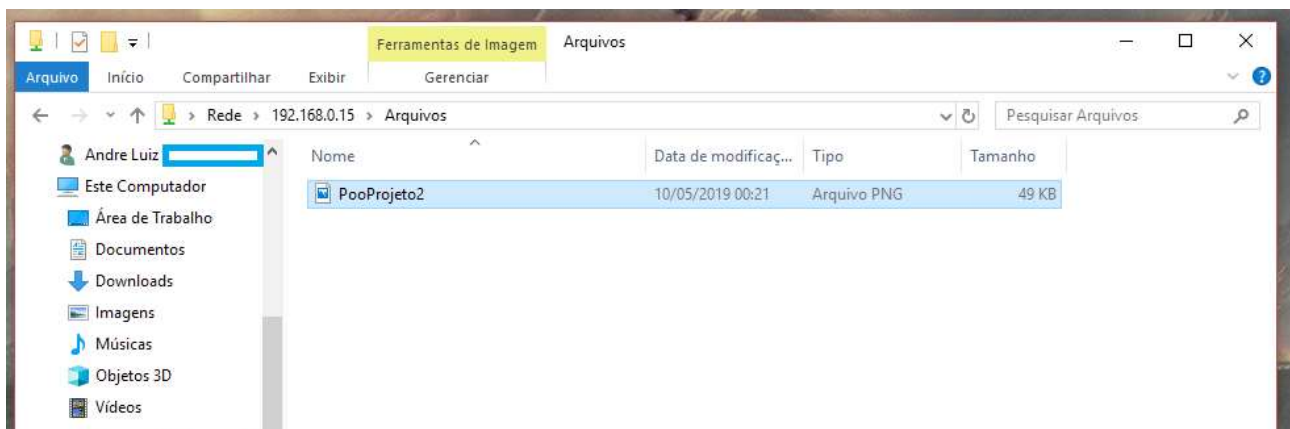 Ferramentas de Imagem Arquivos
Arquivo Início Compartilhar Exibir Gerenciar
Rede > 192.168.0.15 > Arquivos Pesquisar Arquivos
Andre Luiz Nome Data de modificaç... Tipo Tamanho
Este Computador PooProjeto2 10/05/2019 00:21 Arquivo PNG 49 KB
Área de Trabalho
Documentos
Downloads
Imagens
Músicas
Objetos 3D
Vídeos